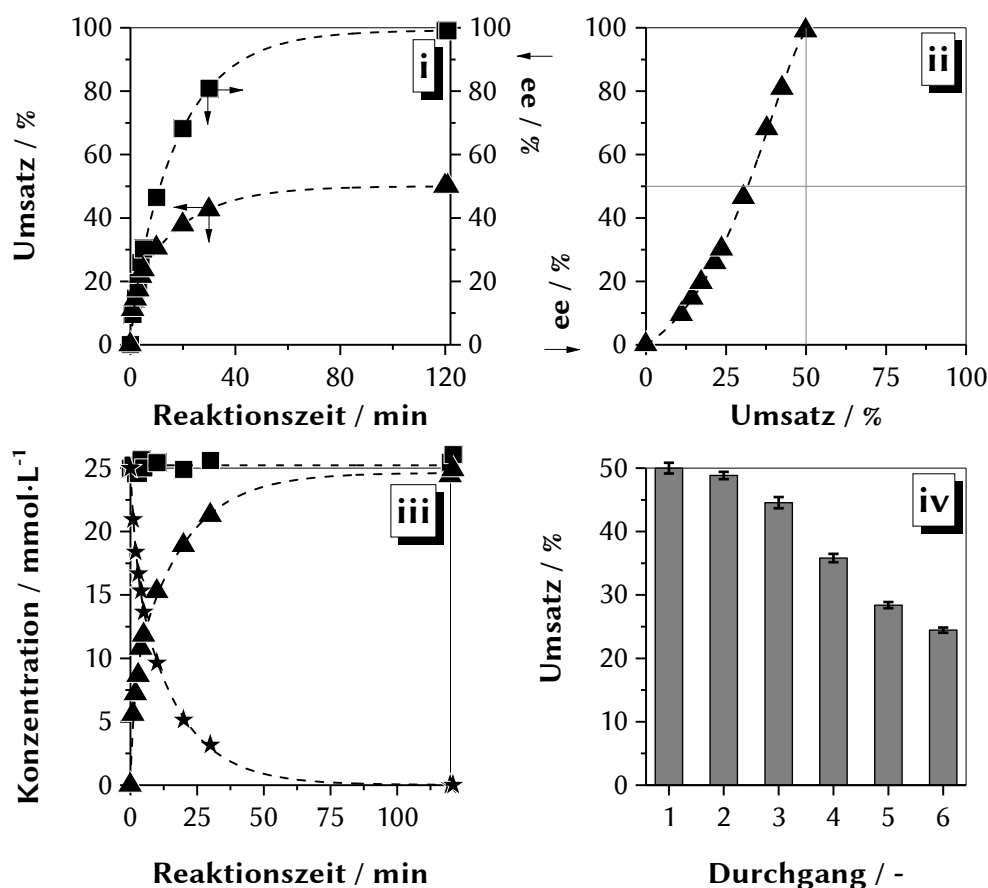 100
80
60
40
20
0
Umsatz / %
i
100
80
60
40
20
0
ee / %
0 40 80 120
Reaktionszeit / min
100
80
60
40
20
0
ee / %
ii
0 25 50 75 100
Umsatz / %
25
20
15
10
5
0
Konzentration / mmol·L⁻¹
iii
0 25 50 75 100
Reaktionszeit / min
50
40
30
20
10
0
Umsatz / %
iv
1 2 3 4 5 6
Durchgang / -